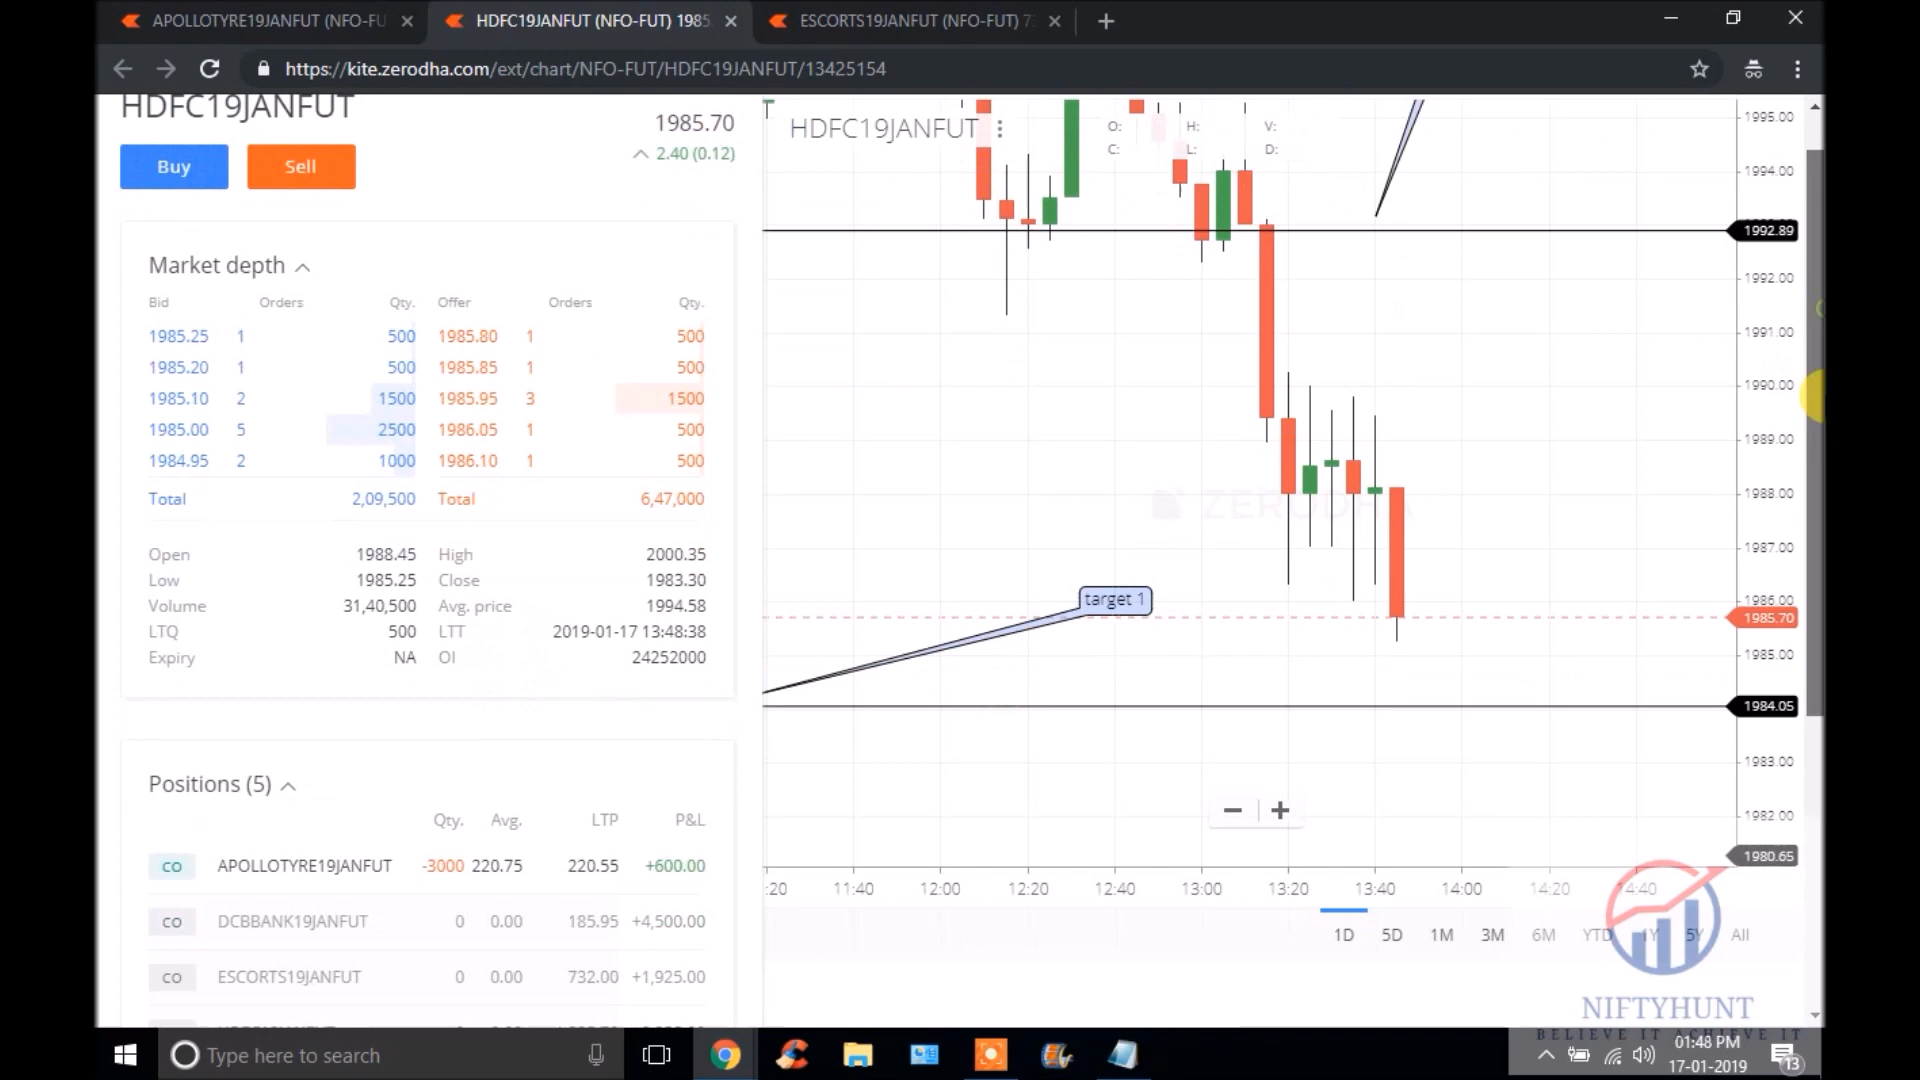 APOLLOTYRE19JANFUT (NFO-FU
HDFC19JANFUT (NFO-FUT) 1985
ESCORTS19JANFUT (NFO-FUT) 7
https://kite.zerodha.com/ext/chart/NFO-FUT/HDFC19JANFUT/13425154
HDFC19JANFUT
1985.70
2.40 (0.12)
Buy
Sell
Market depth
Bid Orders Qty. Offer Orders Qty.
1985.25 1 500 1985.80 1 500
1985.20 1 500 1985.85 1 500
1985.10 2 1500 1985.95 3 1500
1985.00 5 2500 1986.05 1 500
1984.95 2 1000 1986.10 1 500
Total 2,09,500 Total 6,47,000
Open 1988.45 High 2000.35
Low 1985.25 Close 1983.30
Volume 31,40,500 Avg. price 1994.58
LTQ 500 LTT 2019-01-17 13:48:38
Expiry NA OI 24252000
Positions (5)
Qty. Avg. LTP P&L
CO APOLLOTYRE19JANFUT -3000 220.75 220.55 +600.00
CO DCBBANK19JANFUT 0 0.00 185.95 +4,500.00
CO ESCORTS19JANFUT 0 0.00 732.00 +1,925.00
HDFC19JANFUT
O: H: V:
C: L: D:
1995.00
1994.00
1992.89
1992.00
1991.00
1990.00
1989.00
1988.00
ZERODHA
1987.00
target 1
1986.00
1985.70
1985.00
1984.05
1983.00
1982.00
1980.65
:20 11:40 12:00 12:20 12:40 13:00 13:20 13:40 14:00 14:20 14:40
1D 5D 1M 3M 6M YTD 1Y 5Y All
NIFTYHUNT
BELIEVE IT ACHIEVE IT
Type here to search
01:48 PM
17-01-2019
13